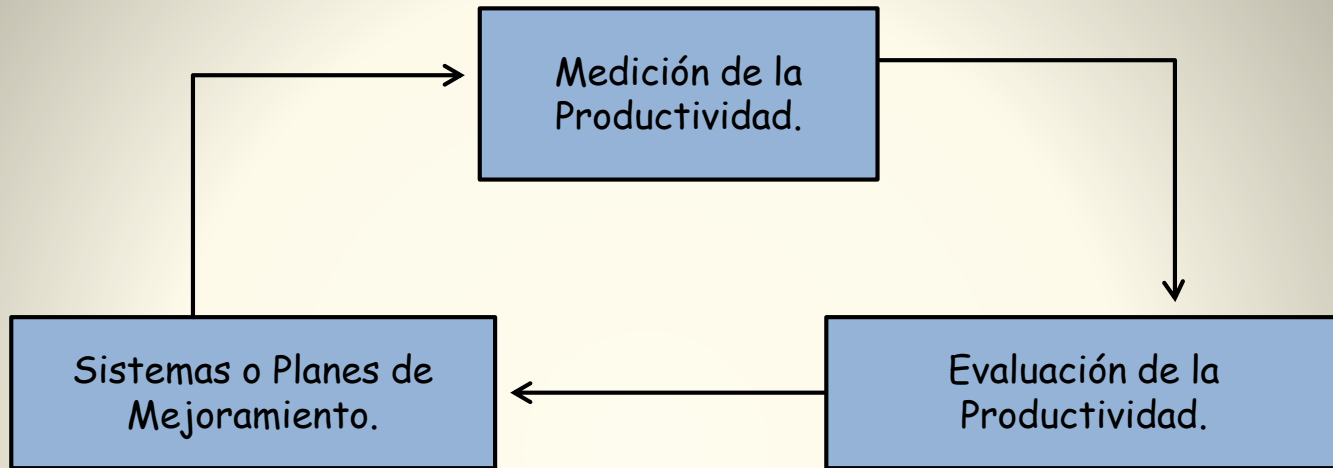 Medición de la
Productividad.
Sistemas o Planes de
Mejoramiento.
Evaluación de la
Productividad.